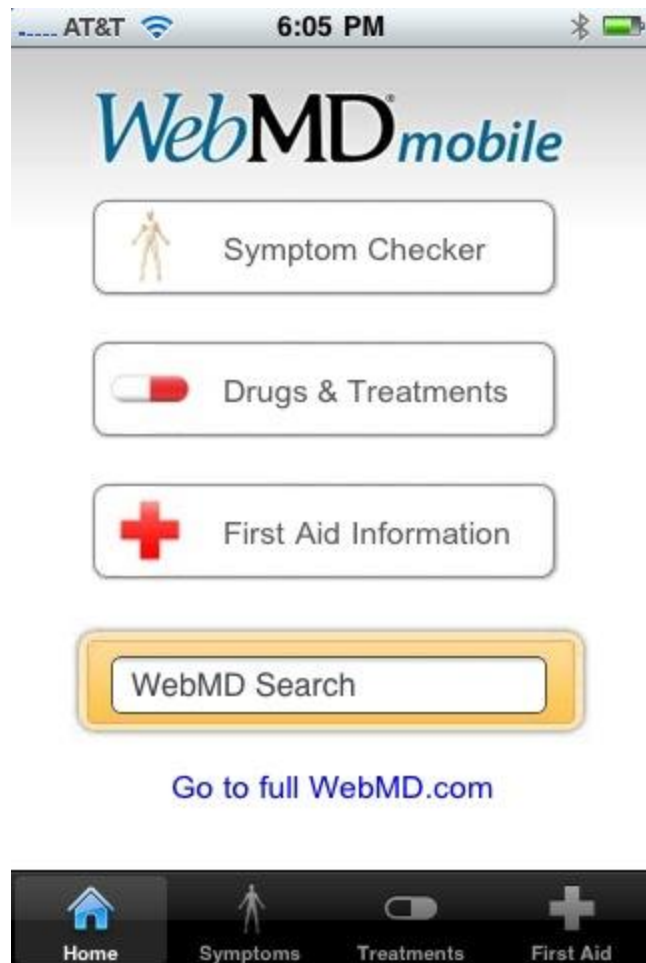 AT&T 6:05 PM
WebMD mobile
Symptom Checker
Drugs & Treatments
First Aid Information
WebMD Search
Go to full WebMD.com
Home Symptoms Treatments First Aid